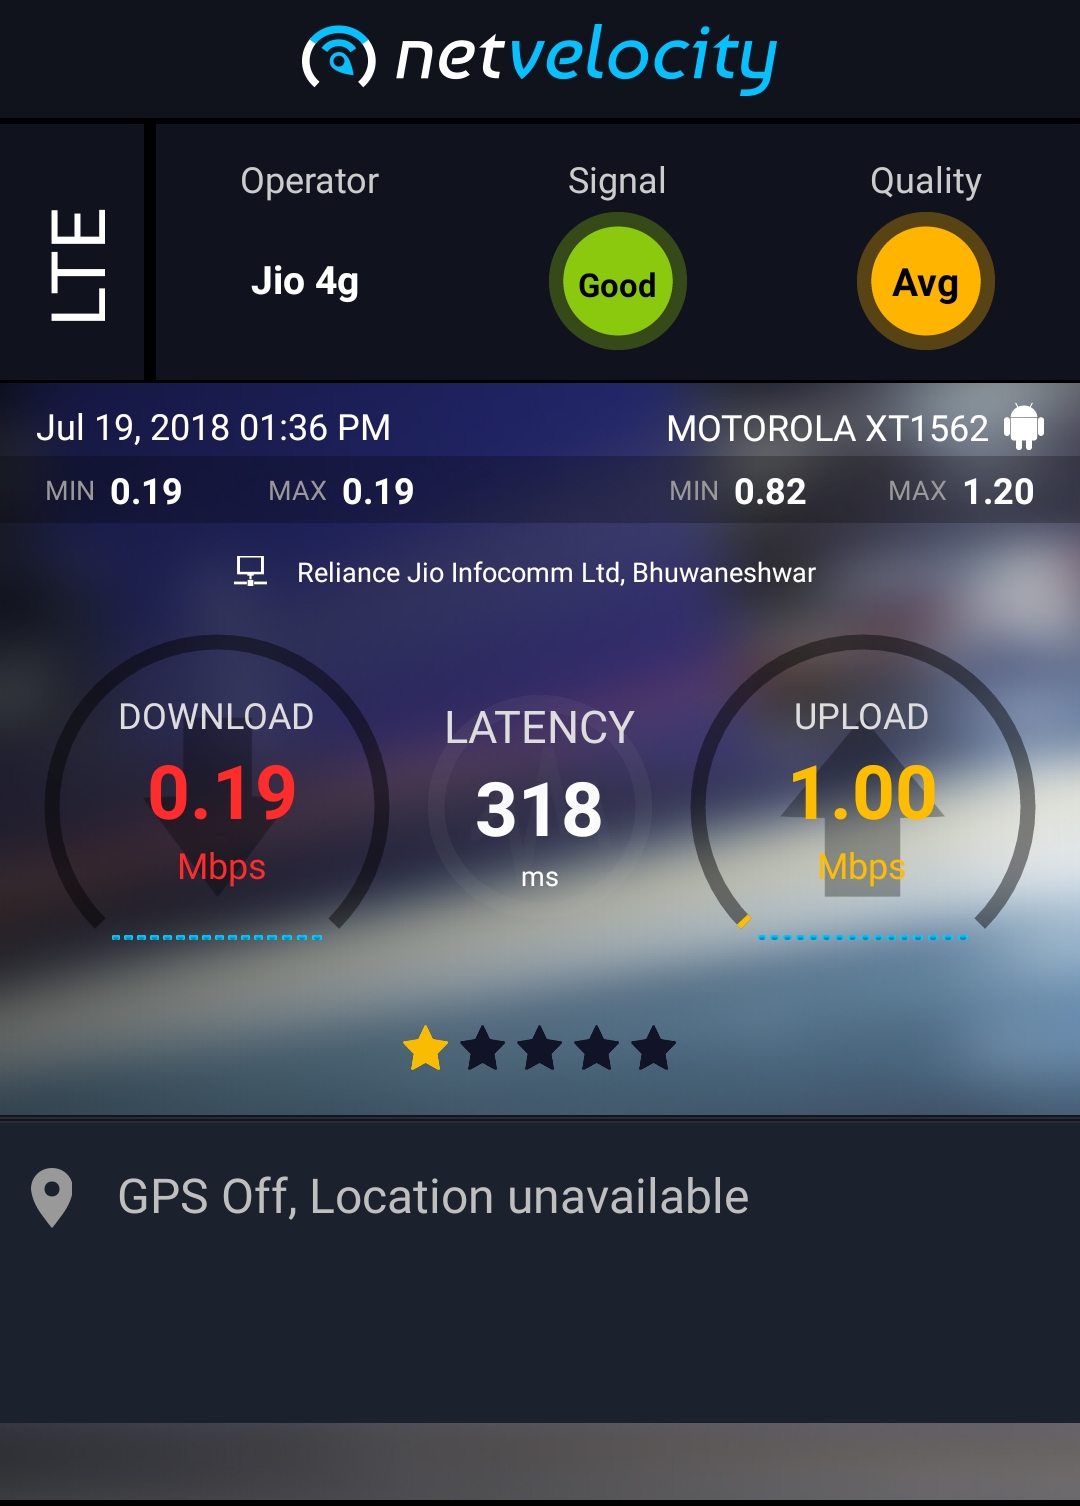 netvelocity
LTE
Operator Signal Quality
Jio 4g Good Avg
Jul 19, 2018 01:36 PM MOTOROLA XT1562
MIN 0.19 MAX 0.19 MIN 0.82 MAX 1.20
Reliance Jio Infocomm Ltd, Bhuwaneshwar
DOWNLOAD LATENCY UPLOAD
0.19 318 1.00
Mbps ms Mbps
GPS Off, Location unavailable